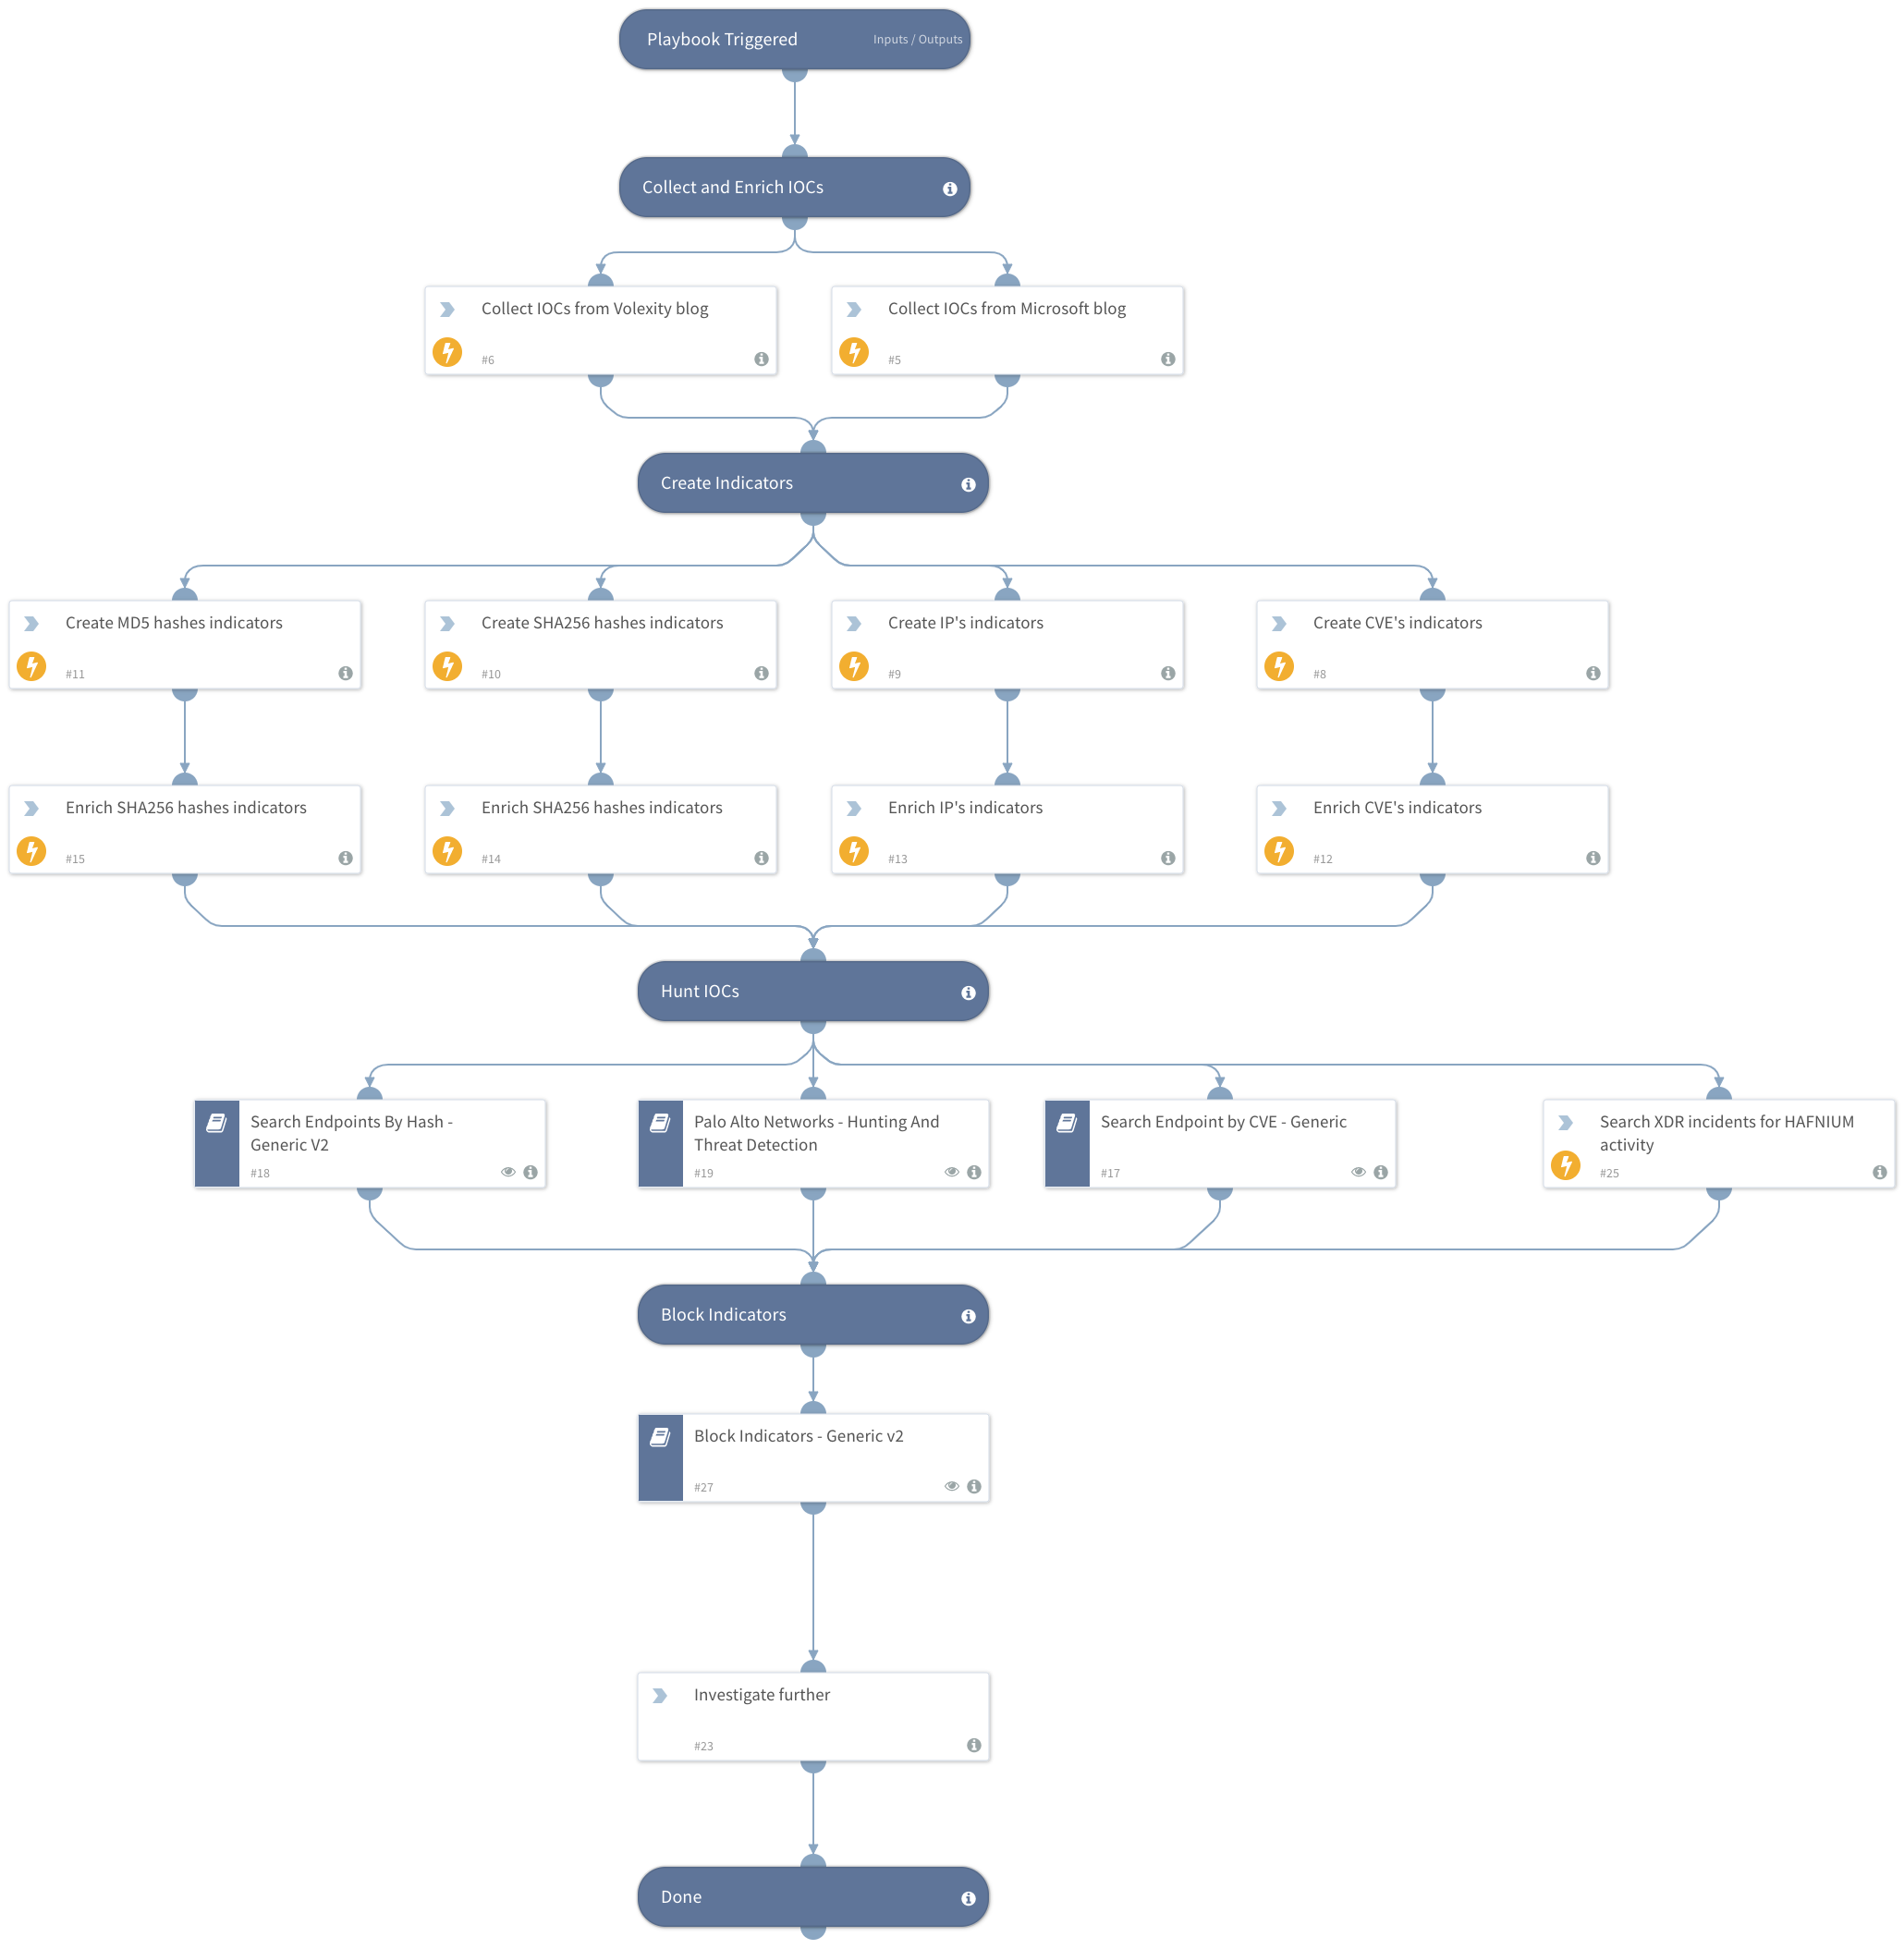 Playbook Triggered
Inputs / Outputs
Collect and Enrich IOCs
Collect IOCs from Volexity blog
#6
Collect IOCs from Microsoft blog
#5
Create Indicators
Create MD5 hashes indicators
#11
Create SHA256 hashes indicators
#10
Create IP's indicators
#9
Create CVE's indicators
#8
Enrich SHA256 hashes indicators
#15
Enrich SHA256 hashes indicators
#14
Enrich IP's indicators
#13
Enrich CVE's indicators
#12
Hunt IOCs
Search Endpoints By Hash -
Generic V2
#18
Palo Alto Networks - Hunting And
Threat Detection
#19
Search Endpoint by CVE - Generic
#17
Search XDR incidents for HAFNIUM
activity
#25
Block Indicators
Block Indicators - Generic v2
#27
Investigate further
#23
Done